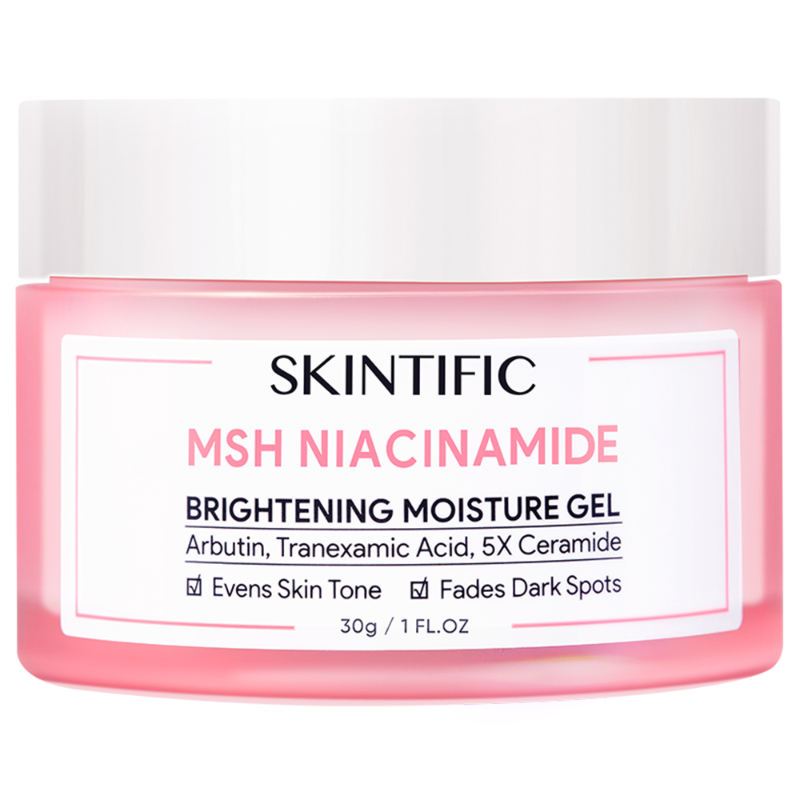 SKINTIFIC
MSH NIACINAMIDE
BRIGHTENING MOISTURE GEL
Arbutin, Tranexamic Acid, 5X Ceramide
☑ Evens Skin Tone ☑ Fades Dark Spots
30g / 1 FL.OZ